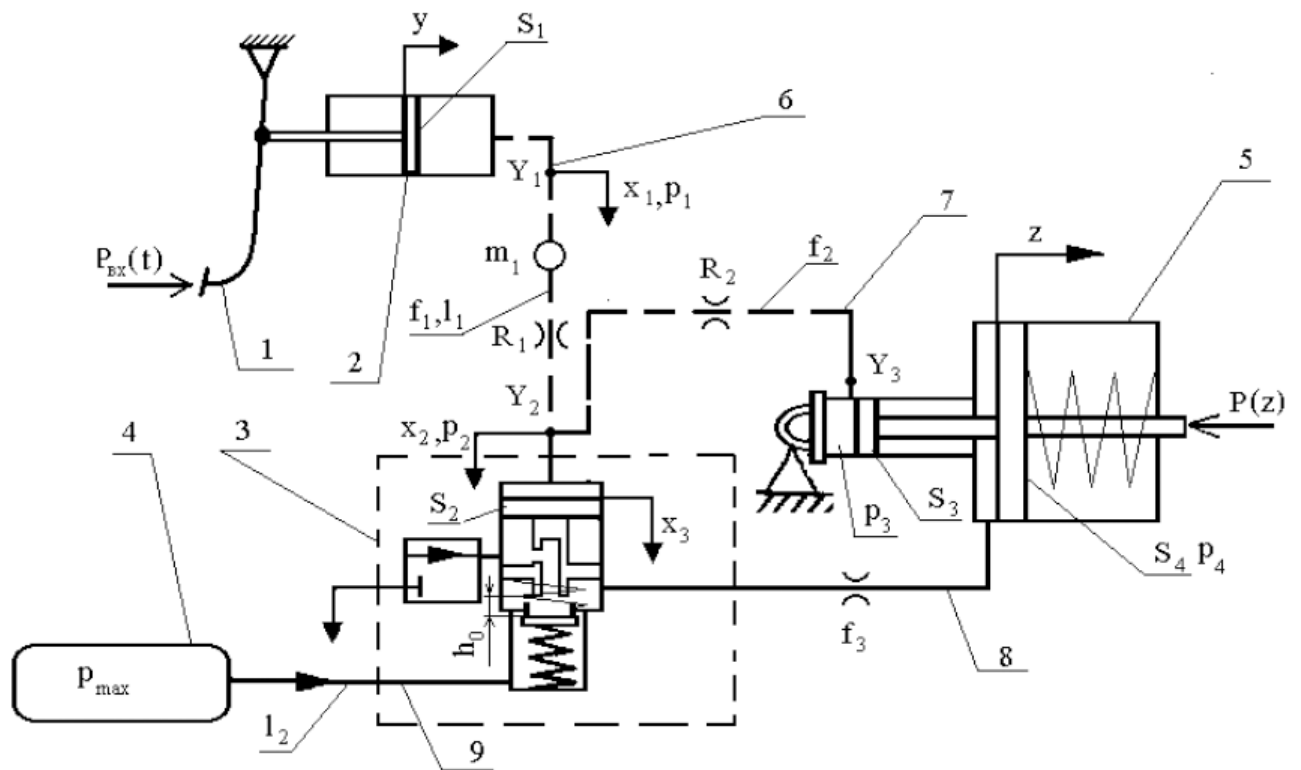 y
S₁
6
Y₁
x₁,p₁
5
7
z
Pвх(t)
m₁
R₂
f₂
f₁,l₁
R₁
1
2
Y₃
P(z)
Y₂
4
3
x₂,p₂
S₂
p₃
S₃
x₃
S₄ p₄
h₀
f₃
8
p max
l₂
9